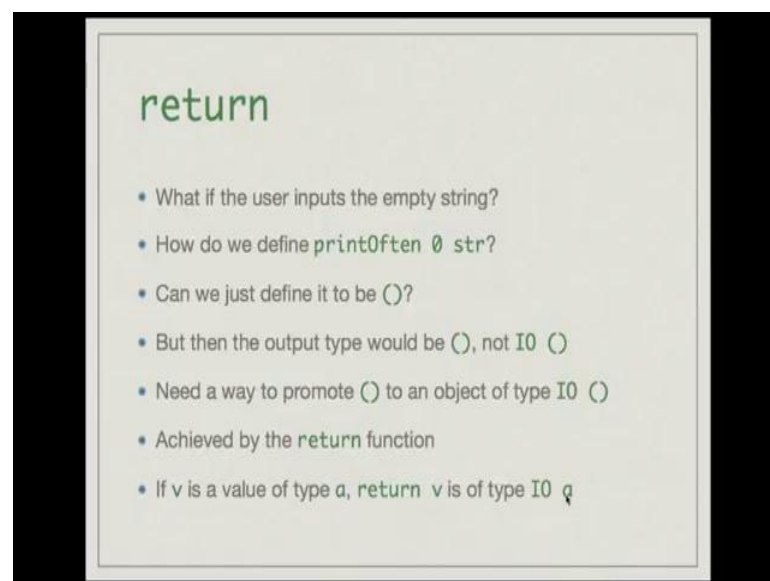 return
• What if the user inputs the empty string?
• How do we define printOften 0 str?
• Can we just define it to be ()?
• But then the output type would be (), not IO ()
• Need a way to promote () to an object of type IO ()
• Achieved by the return function
• If v is a value of type a, return v is of type IO a